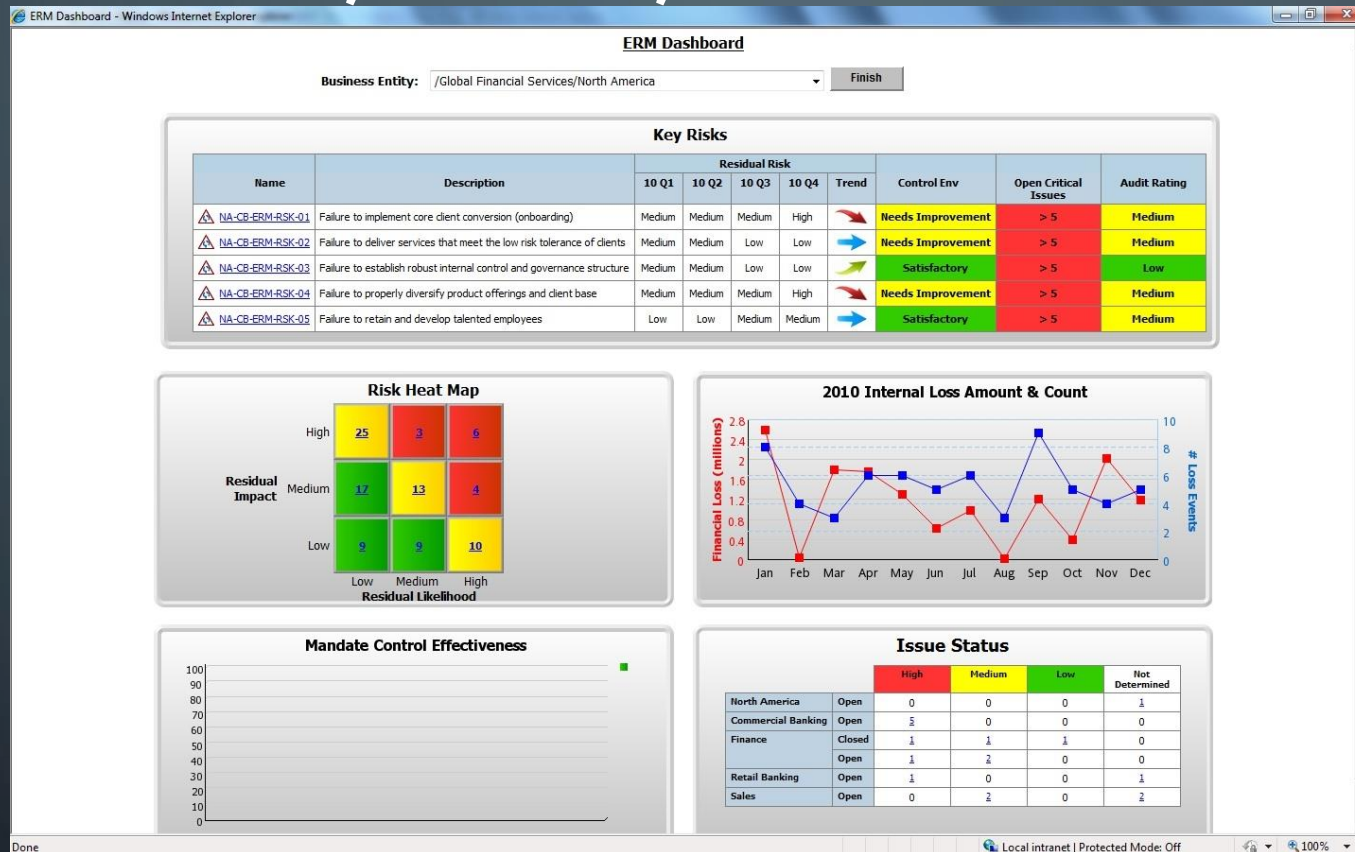 ERM Dashboard - Windows Internet Explorer
ERM Dashboard
Business Entity: /Global Financial Services/North America Finish
Key Risks
Name Description Residual Risk Control Env Open Critical Issues Audit Rating
10 Q1 10 Q2 10 Q3 10 Q4 Trend
NA-CB-ERM-RSK-01 Failure to implement core client conversion (onboarding) Medium Medium Medium High Needs Improvement > 5 Medium
NA-CB-ERM-RSK-02 Failure to deliver services that meet the low risk tolerance of clients Medium Medium Low Low Needs Improvement > 5 Medium
NA-CB-ERM-RSK-03 Failure to establish robust internal control and governance structure Medium Medium Low Low Satisfactory > 5 Low
NA-CB-ERM-RSK-04 Failure to properly diversify product offerings and client base Medium Medium Medium High Needs Improvement > 5 Medium
NA-CB-ERM-RSK-05 Failure to retain and develop talented employees Low Low Medium Medium Satisfactory > 5 Medium
Risk Heat Map
High 25 3 6
Residual Impact
Medium 17 13 4
Low 9 9 10
Low Medium High
Residual Likelihood
2010 Internal Loss Amount & Count
Financial Loss (millions)
2.8
2.4
2
1.6
1.2
0.8
0.4
0
10
8
6
4
2
0
# Loss Events
Jan Feb Mar Apr May Jun Jul Aug Sep Oct Nov Dec
Mandate Control Effectiveness
100
90
80
70
60
50
40
30
20
10
0
Issue Status
High Medium Low Not Determined
North America Open 0 0 0 1
Commercial Banking Open 5 0 0 0
Finance Closed 1 1 1 0
Open 1 2 0 0
Retail Banking Open 1 0 0 1
Sales Open 0 2 0 2
Done Local intranet | Protected Mode: Off 100%